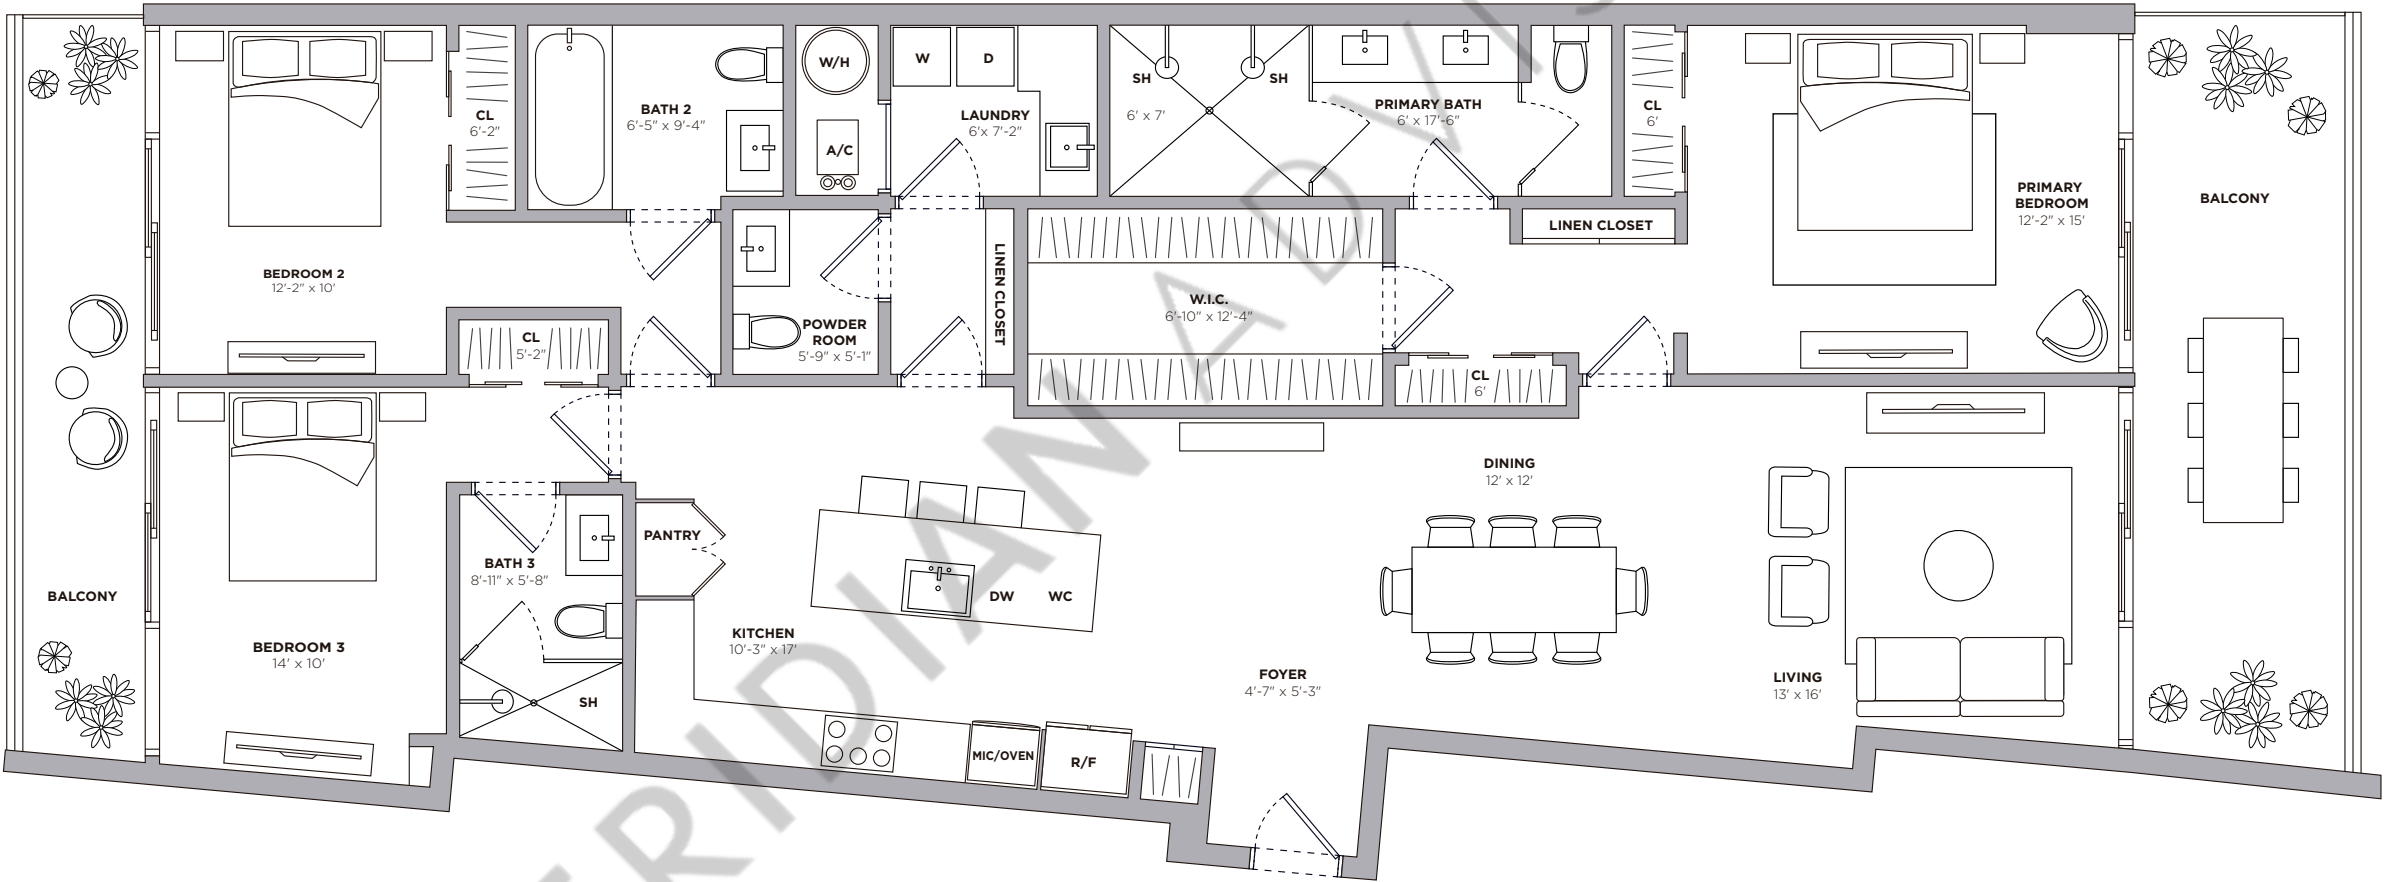 CL
6'-2"
BATH 2
6'-5" x 9'-4"
W/H
A/C
W
D
LAUNDRY
6'x 7'-2"
SH
SH
6' x 7'
PRIMARY BATH
6' x 17'-6"
CL
6'
PRIMARY
BEDROOM
12'-2" x 15'
BALCONY
LINEN CLOSET
BEDROOM 2
12'-2" x 10'
LINEN CLOSET
W.I.C.
6'-10" x 12'-4"
POWDER
ROOM
5'-9" x 5'-1"
CL
5'-2"
CL
6'
DINING
12' x 12'
PANTRY
BATH 3
8'-11" x 5'-8"
BALCONY
DW
WC
BEDROOM 3
14' x 10'
KITCHEN
10'-3" x 17'
FOYER
4'-7" x 5'-3"
LIVING
13' x 16'
SH
MIC/OVEN
R/F
ERIDIAN ADVIS